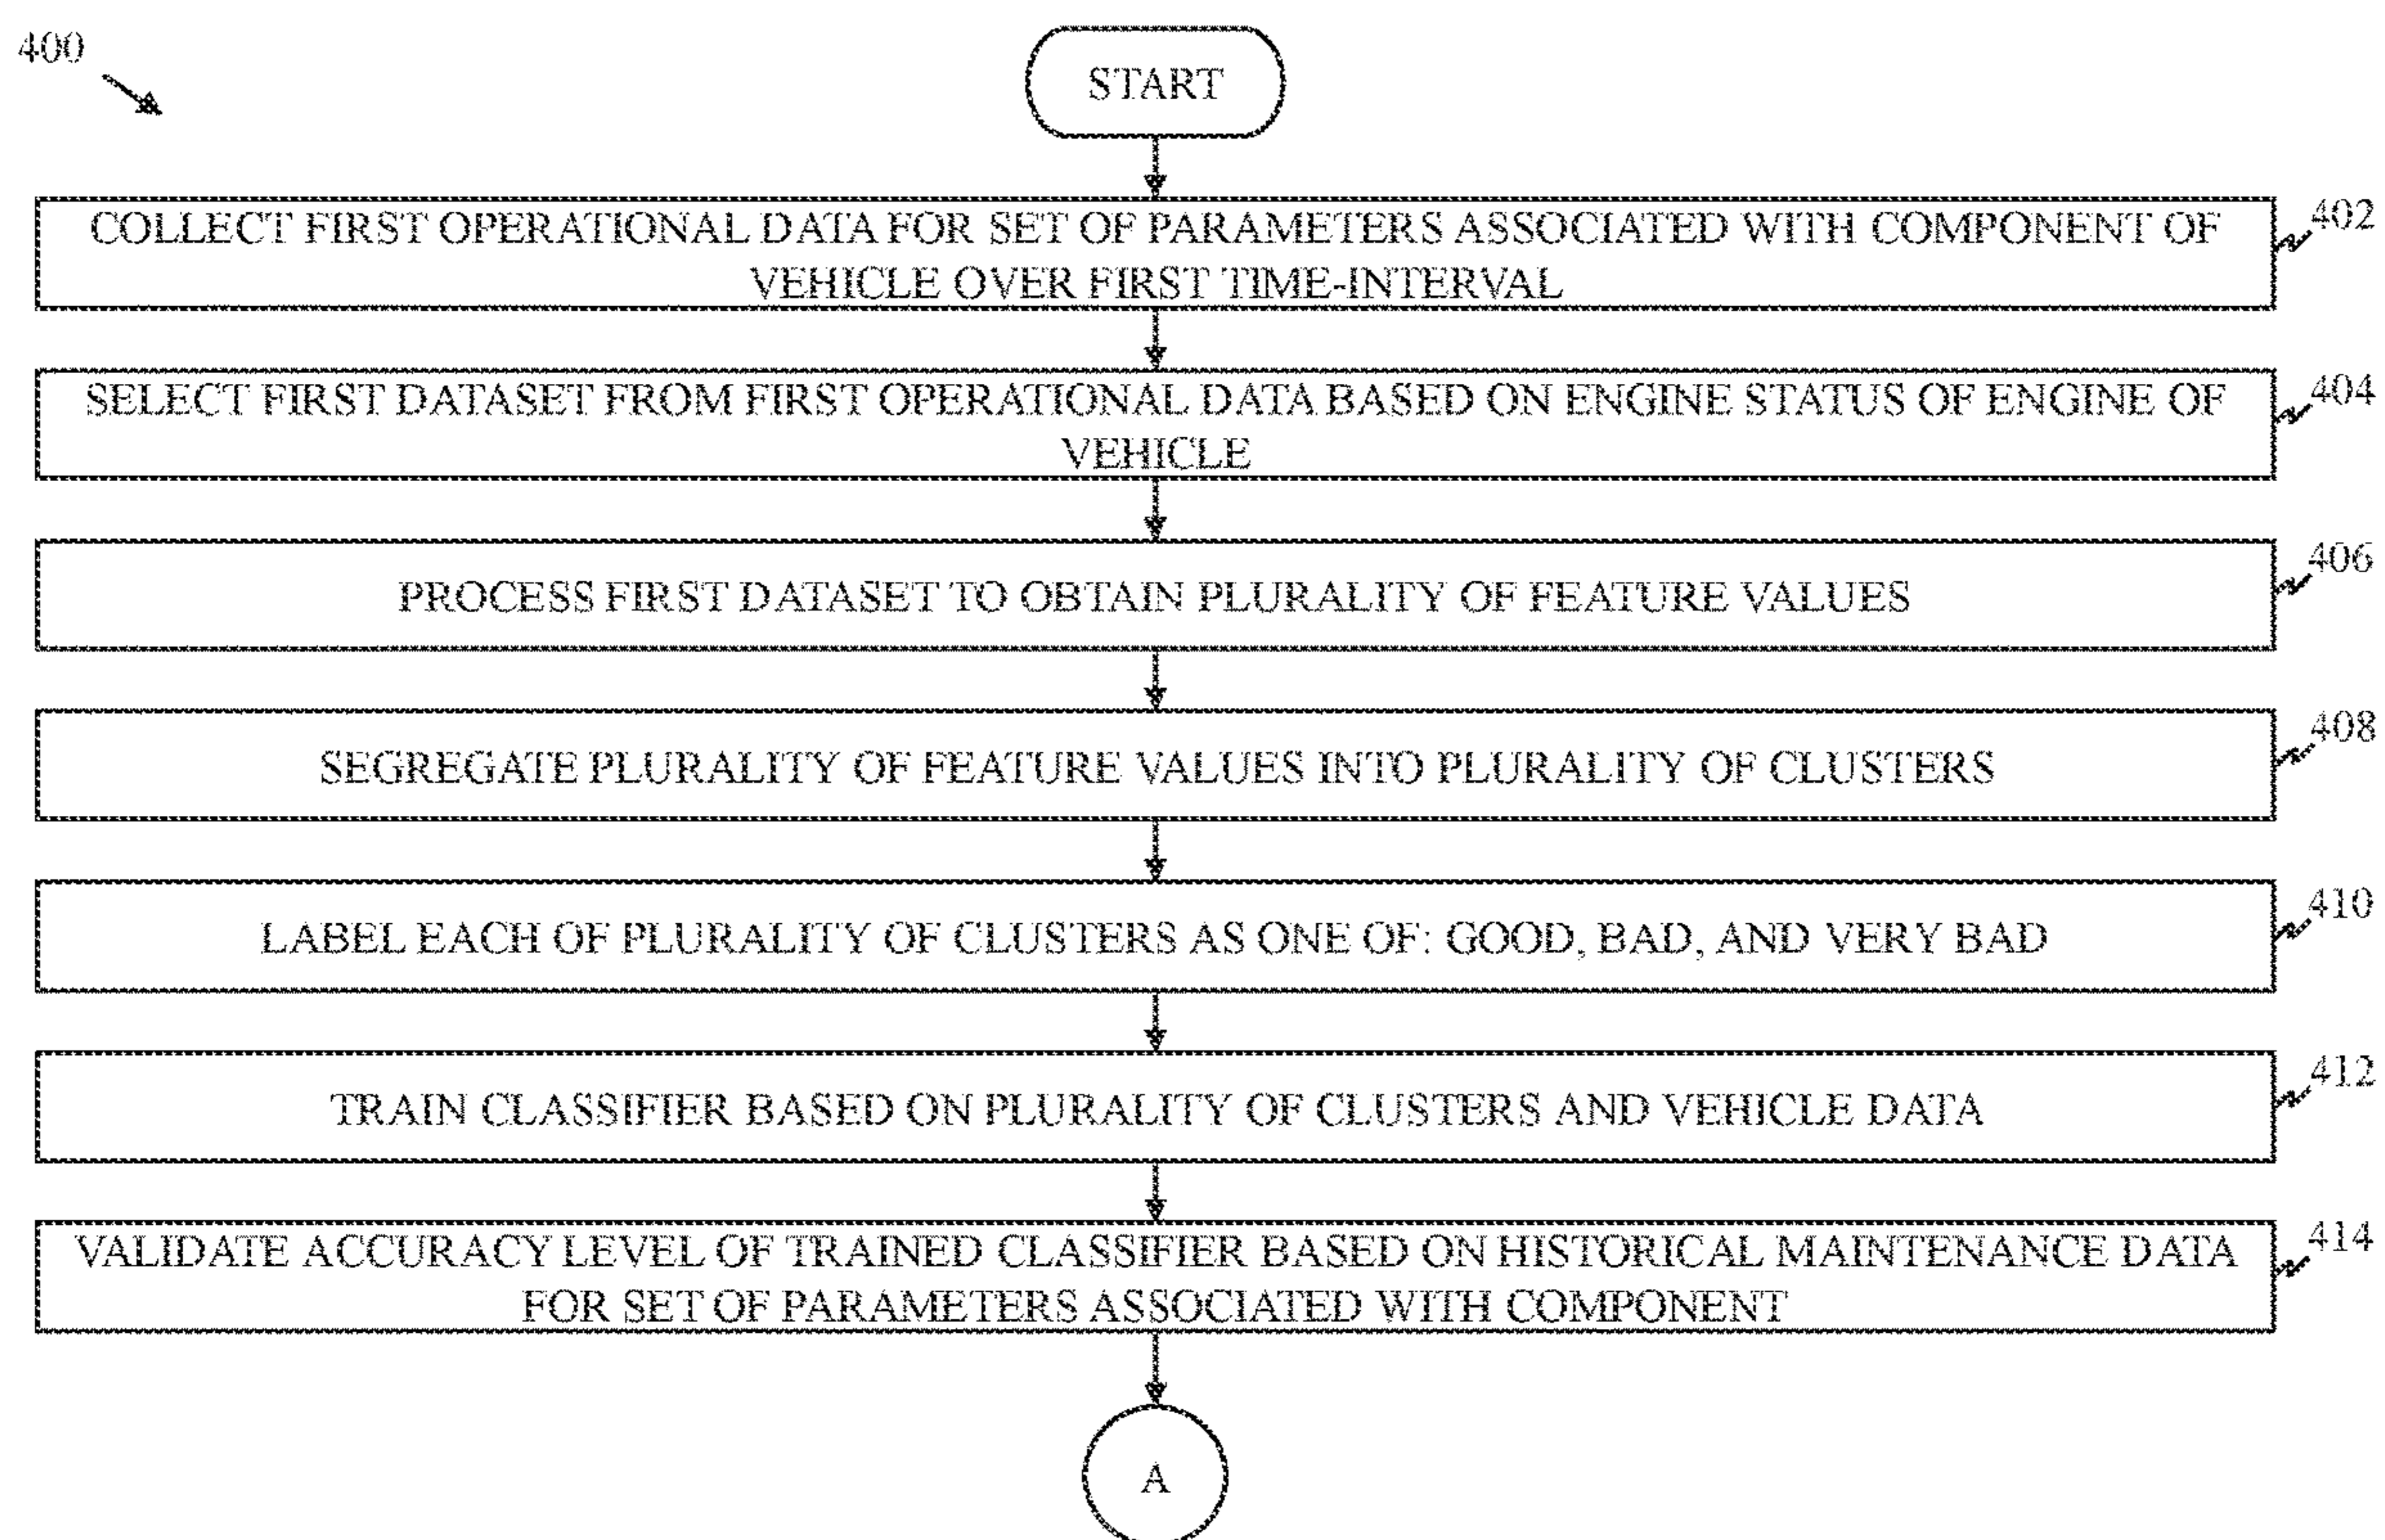 400
START
COLLECT FIRST OPERATIONAL DATA FOR SET OF PARAMETERS ASSOCIATED WITH COMPONENT OF
VEHICLE OVER FIRST TIME-INTERVAL
402
SELECT FIRST DATASET FROM FIRST OPERATIONAL DATA BASED ON ENGINE STATUS OF ENGINE OF
VEHICLE
404
PROCESS FIRST DATASET TO OBTAIN PLURALITY OF FEATURE VALUES
406
SEGREGATE PLURALITY OF FEATURE VALUES INTO PLURALITY OF CLUSTERS
408
LABEL EACH OF PLURALITY OF CLUSTERS AS ONE OF: GOOD, BAD, AND VERY BAD
410
TRAIN CLASSIFIER BASED ON PLURALITY OF CLUSTERS AND VEHICLE DATA
412
VALIDATE ACCURACY LEVEL OF TRAINED CLASSIFIER BASED ON HISTORICAL MAINTENANCE DATA
FOR SET OF PARAMETERS ASSOCIATED WITH COMPONENT
414
A